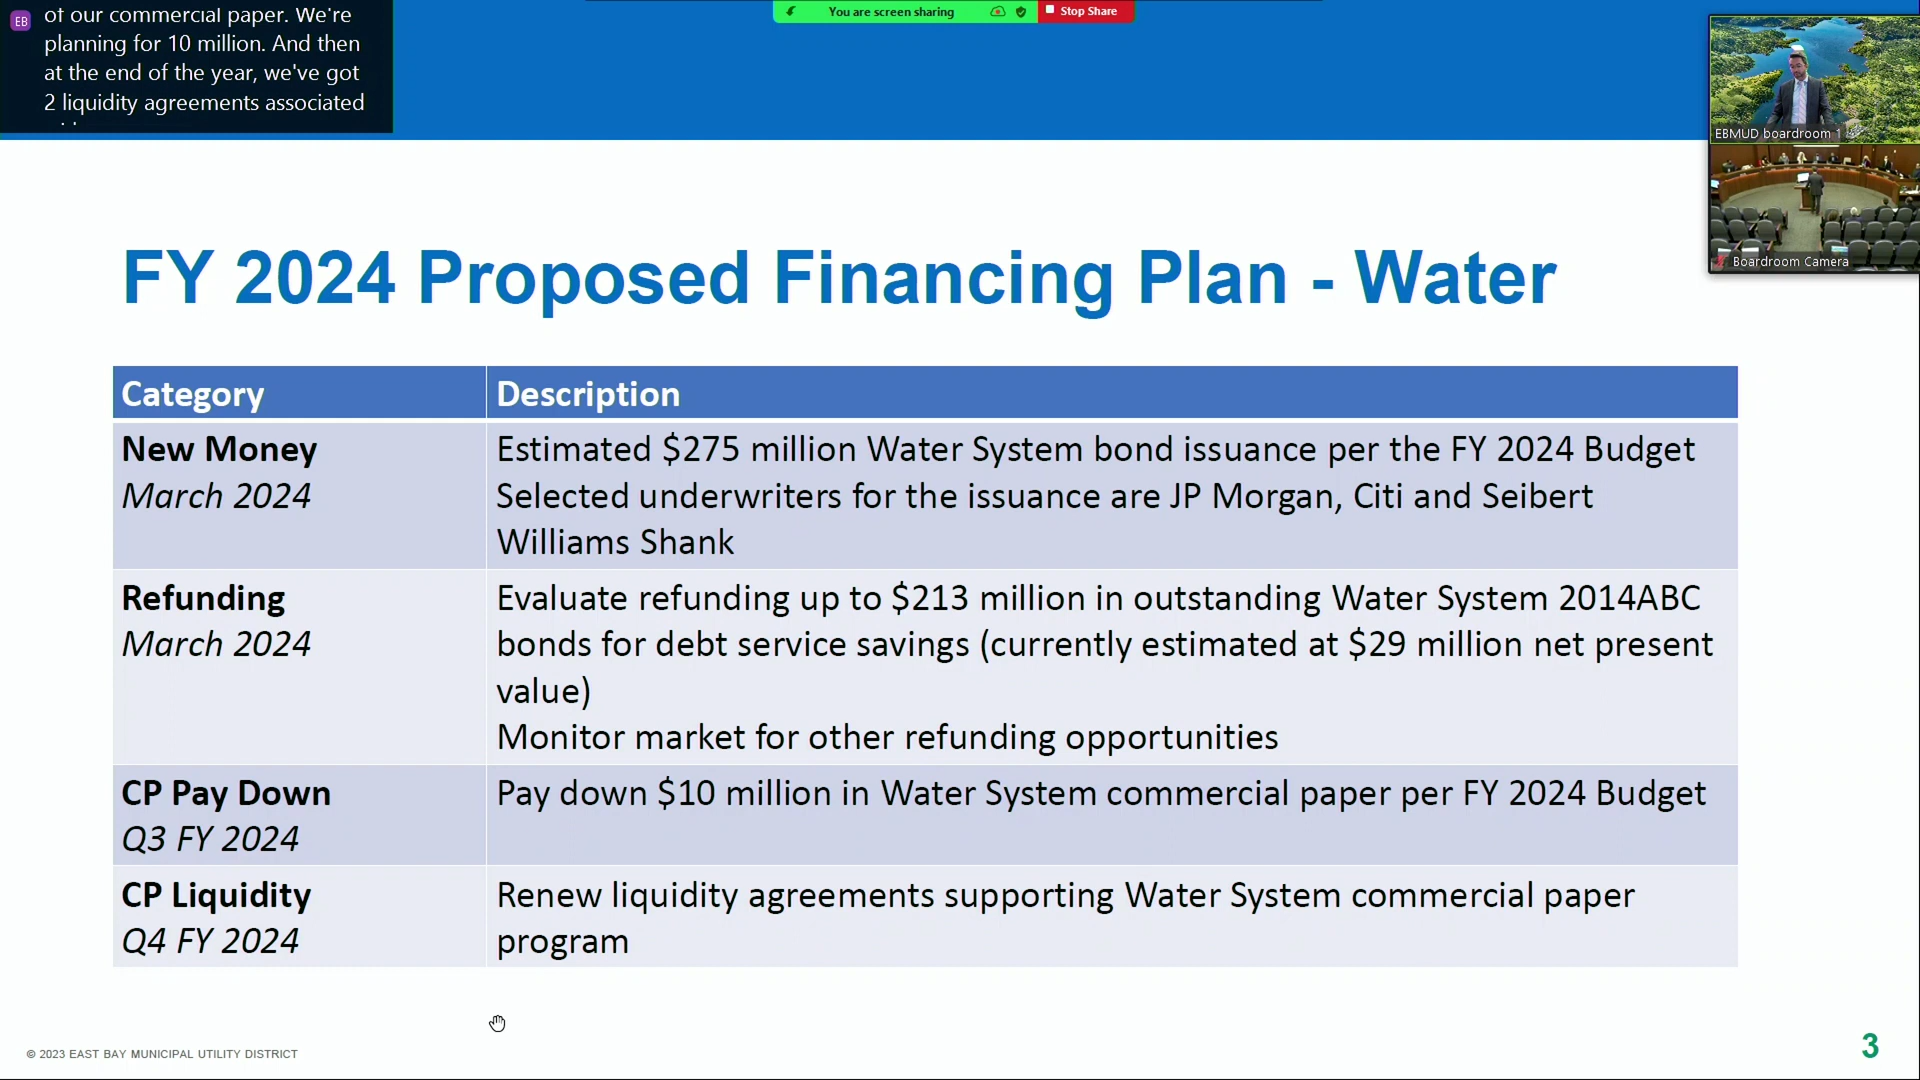 EB
of our commercial paper. We're
planning for 10 million. And then
at the end of the year, we've got
2 liquidity agreements associated
You are screen sharing
Stop Share
EBMUD boardroom 1
Boardroom Camera
FY 2024 Proposed Financing Plan - Water
Category
Description
New Money
March 2024
Estimated $275 million Water System bond issuance per the FY 2024 Budget
Selected underwriters for the issuance are JP Morgan, Citi and Seibert
Williams Shank
Refunding
March 2024
Evaluate refunding up to $213 million in outstanding Water System 2014ABC
bonds for debt service savings (currently estimated at $29 million net present
value)
Monitor market for other refunding opportunities
CP Pay Down
Q3 FY 2024
Pay down $10 million in Water System commercial paper per FY 2024 Budget
CP Liquidity
Q4 FY 2024
Renew liquidity agreements supporting Water System commercial paper
program
© 2023 EAST BAY MUNICIPAL UTILITY DISTRICT
3